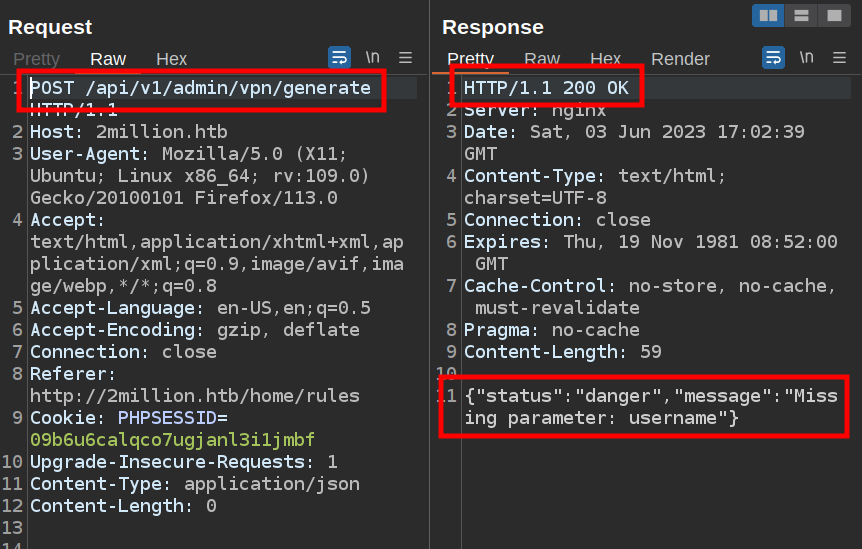 Request
Pretty Raw Hex \n
1 POST /api/v1/admin/vpn/generate
HTTP/1.1
2 Host: 2million.htb
3 User-Agent: Mozilla/5.0 (X11;
Ubuntu; Linux x86_64; rv:109.0)
Gecko/20100101 Firefox/113.0
4 Accept:
text/html,application/xhtml+xml,ap
plication/xml;q=0.9,image/avif,ima
ge/webp,*/*;q=0.8
5 Accept-Language: en-US,en;q=0.5
6 Accept-Encoding: gzip, deflate
7 Connection: close
8 Referer:
http://2million.htb/home/rules
9 Cookie: PHPSESSID=
09b6u6calqco7ugjanl3i1jmbf
10 Upgrade-Insecure-Requests: 1
11 Content-Type: application/json
12 Content-Length: 0
13
14
Response
Pretty Raw Hex Render \n
1 HTTP/1.1 200 OK
2 Server: nginx
3 Date: Sat, 03 Jun 2023 17:02:39
GMT
4 Content-Type: text/html;
charset=UTF-8
5 Connection: close
6 Expires: Thu, 19 Nov 1981 08:52:00
GMT
7 Cache-Control: no-store, no-cache,
must-revalidate
8 Pragma: no-cache
9 Content-Length: 59
10
11 {"status":"danger","message":"Miss
ing parameter: username"}